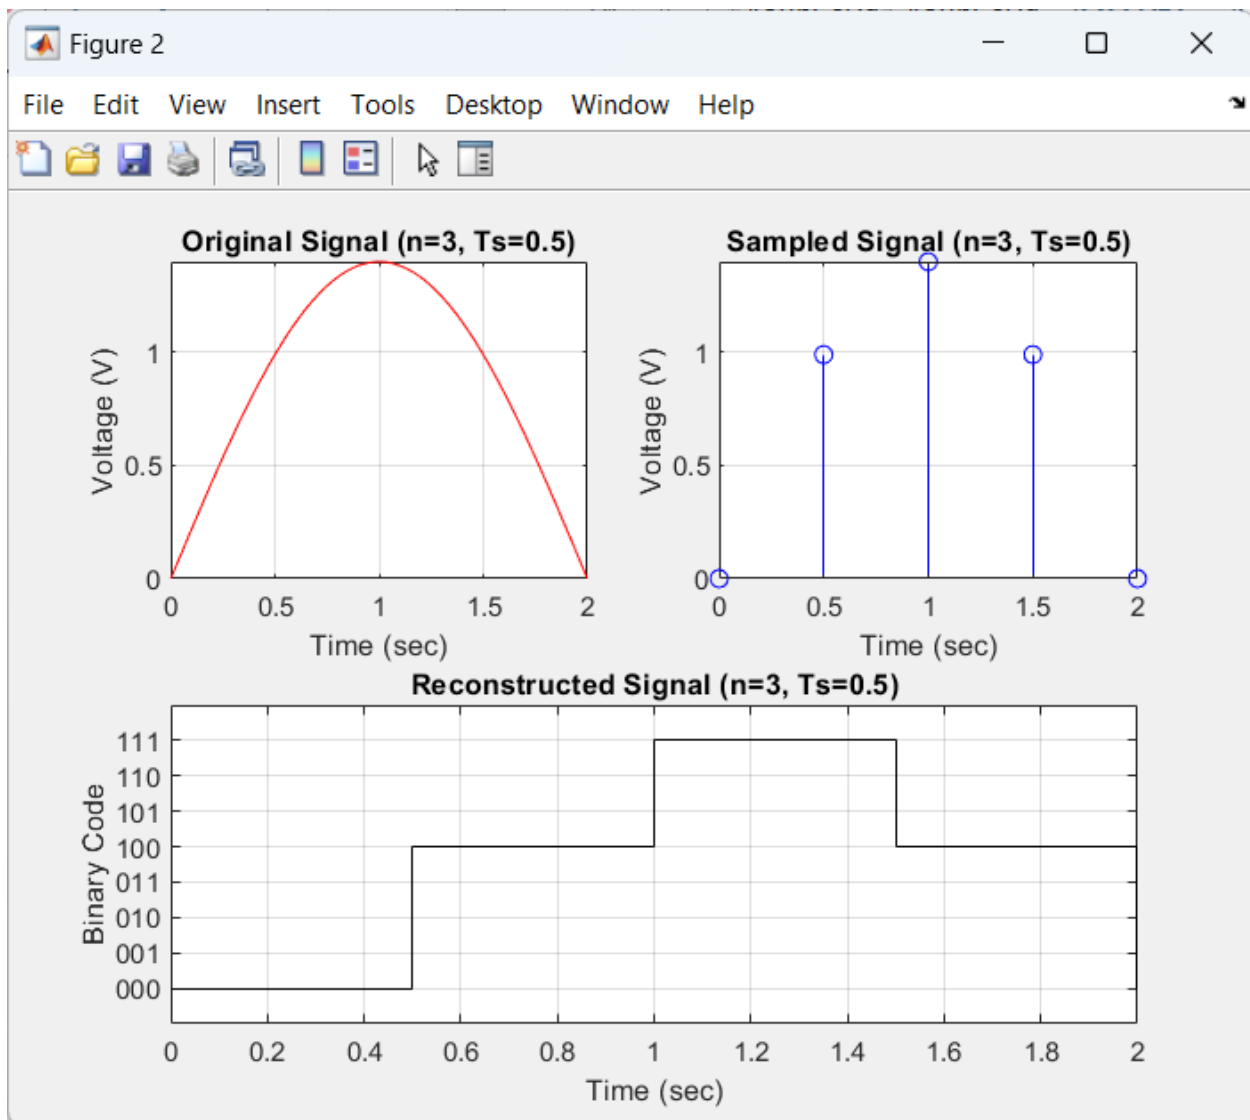 Figure 2
File Edit View Insert Tools Desktop Window Help
Original Signal (n=3, Ts=0.5)
Voltage (V)
1
0.5
0
0 0.5 1 1.5 2
Time (sec)
Sampled Signal (n=3, Ts=0.5)
Voltage (V)
1
0.5
0
0 0.5 1 1.5 2
Time (sec)
Reconstructed Signal (n=3, Ts=0.5)
Binary Code
111
110
101
100
011
010
001
000
0 0.2 0.4 0.6 0.8 1 1.2 1.4 1.6 1.8 2
Time (sec)